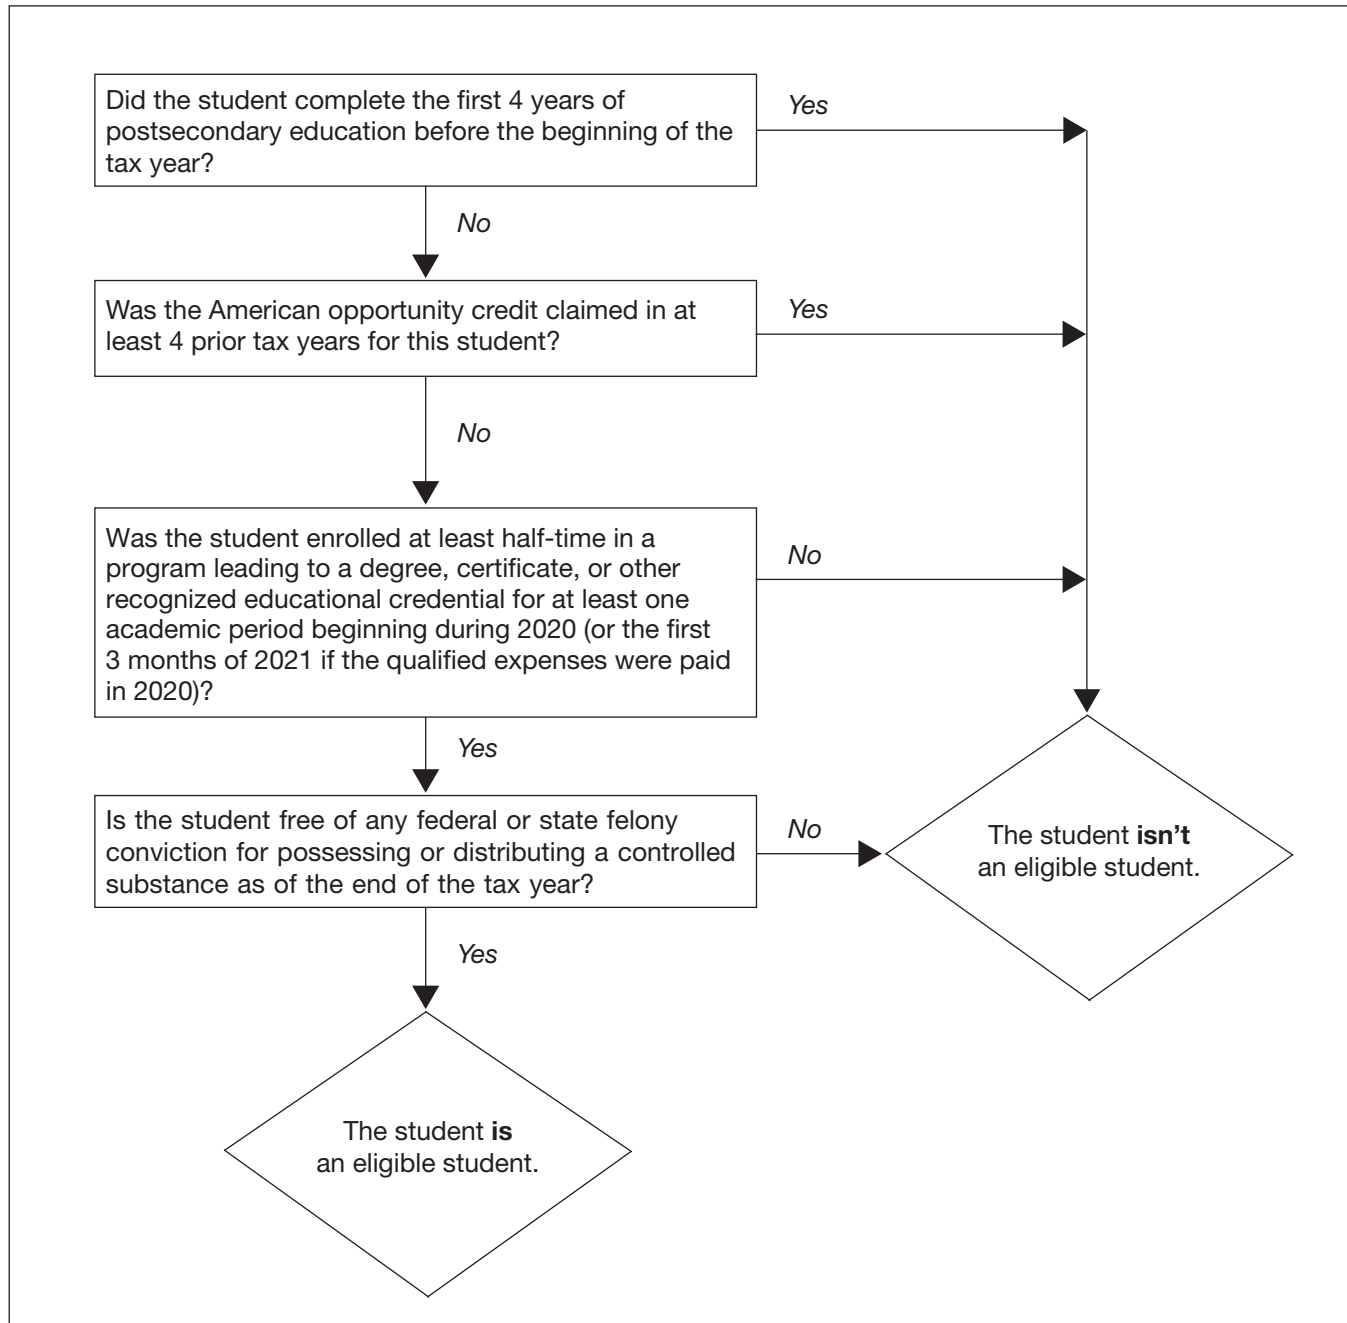 Did the student complete the first 4 years of
postsecondary education before the beginning of the
tax year?
Yes
No
Was the American opportunity credit claimed in at
least 4 prior tax years for this student?
Yes
No
Was the student enrolled at least half-time in a
program leading to a degree, certificate, or other
recognized educational credential for at least one
academic period beginning during 2020 (or the first
3 months of 2021 if the qualified expenses were paid
in 2020)?
No
Yes
Is the student free of any federal or state felony
conviction for possessing or distributing a controlled
substance as of the end of the tax year?
No
The student isn't
an eligible student.
Yes
The student is
an eligible student.